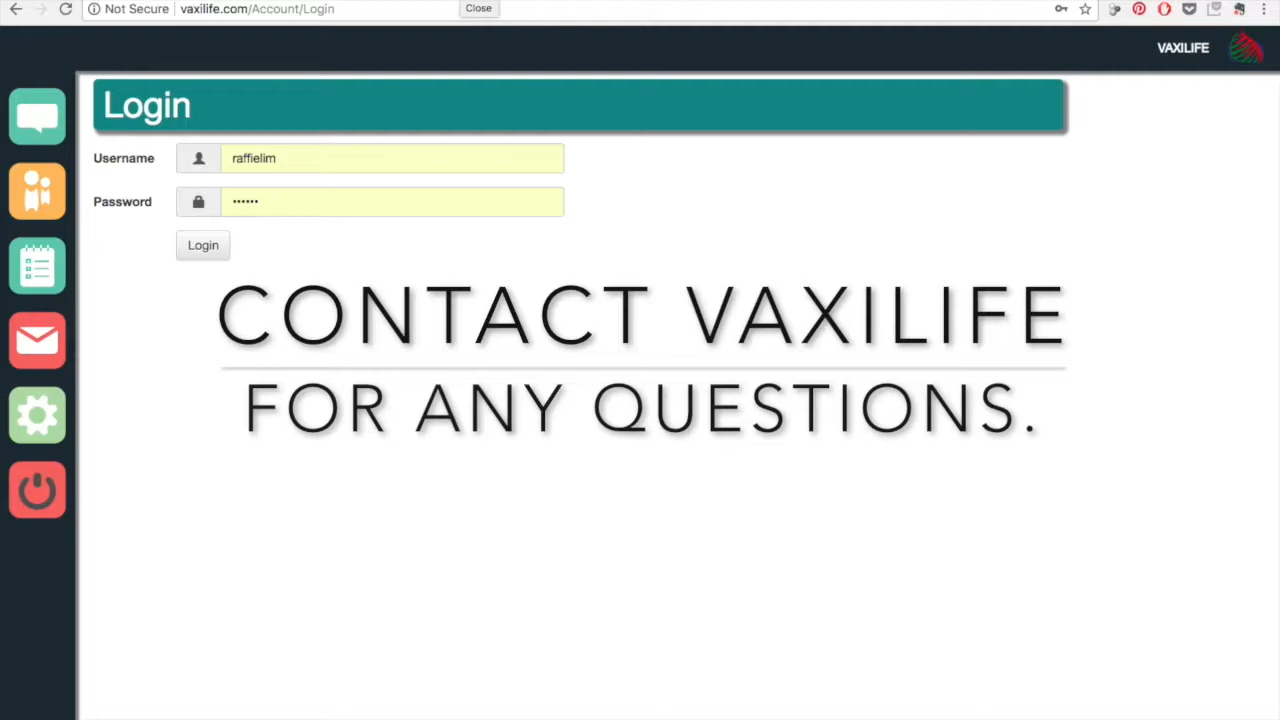 Not Secure
vaxilife.com/Account/Login
Close
VAXILIFE
Login
Username
raffielim
Password
••••••
Login
CONTACT VAXILIFE
FOR ANY QUESTIONS.